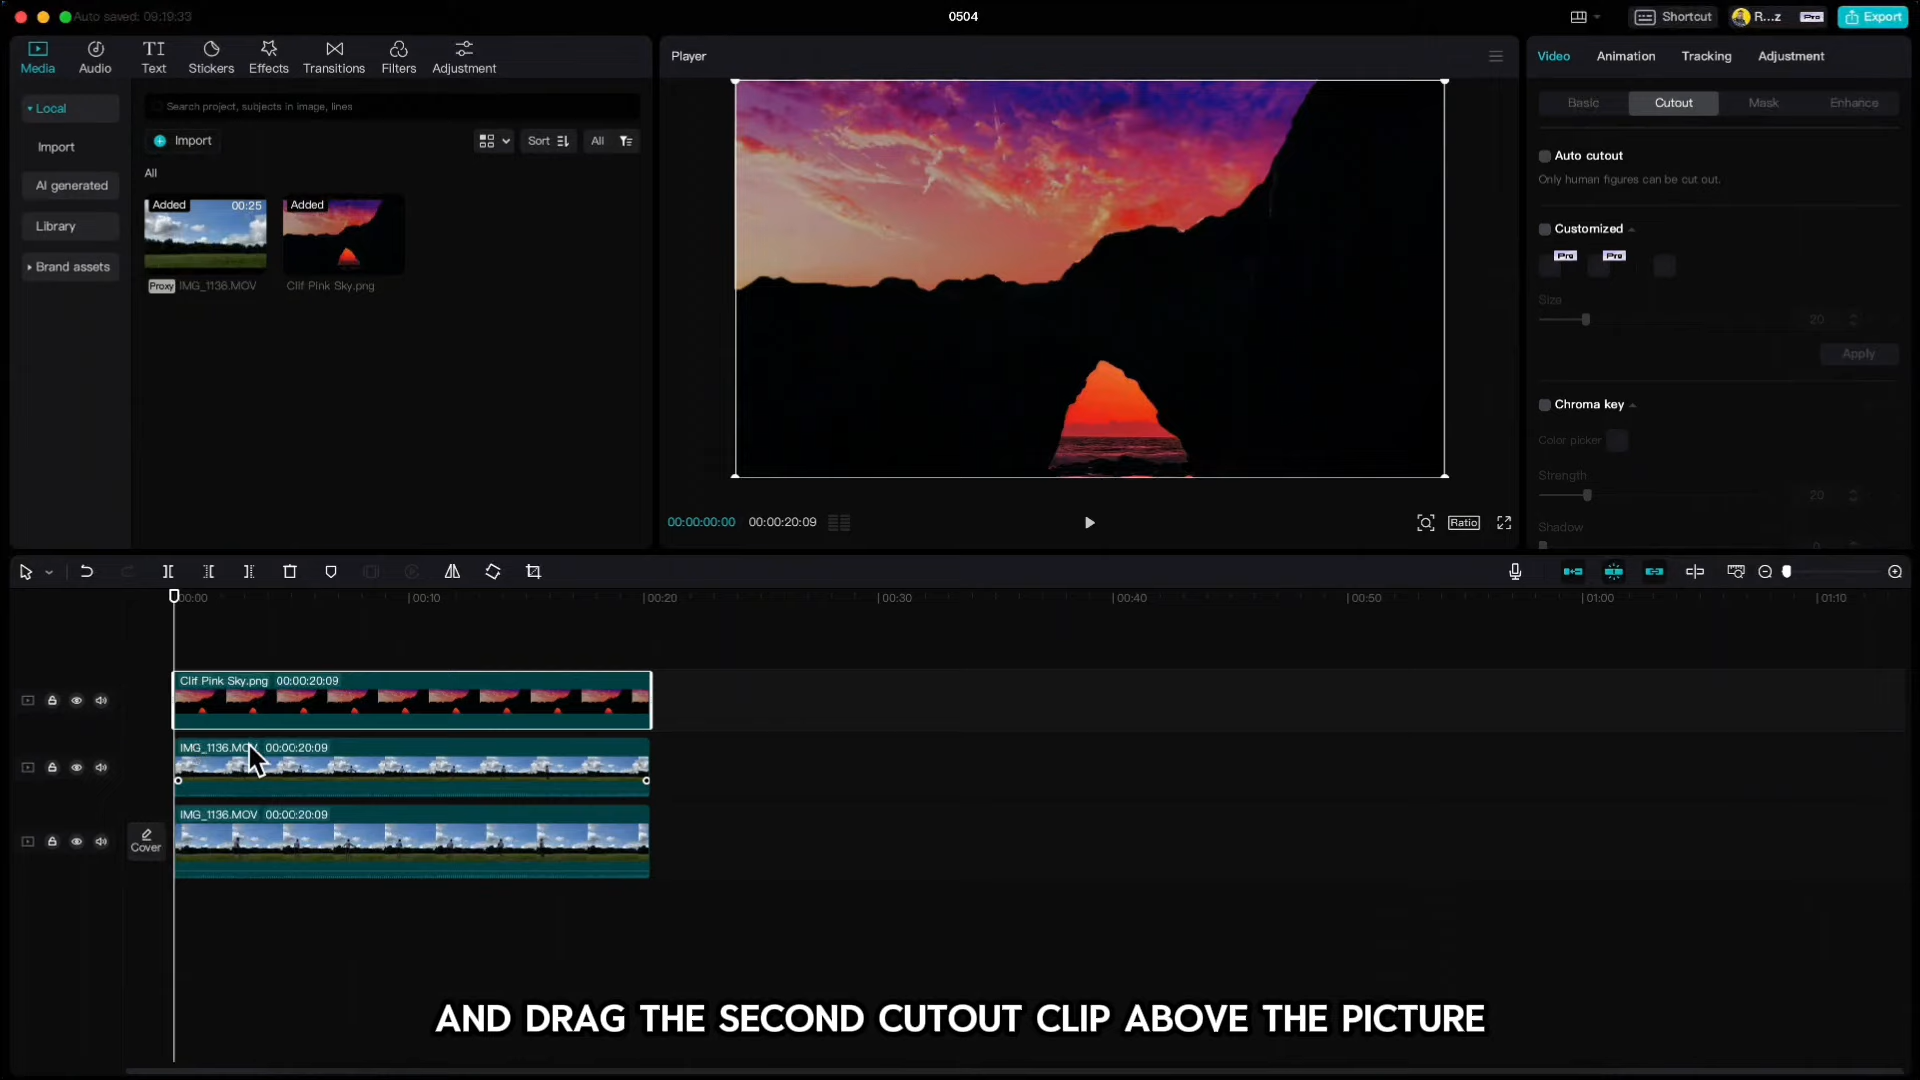 Auto saved: 09:19:33
0504
Shortcut
R...z
Pro
Export
Media
Audio
TI
Text
Stickers
Effects
Transitions
Filters
Adjustment
Local
Import
AI generated
Library
Brand assets
Search project, subjects in image, lines
Import
Sort
All
All
Added
00:25
Added
Proxy
IMG_1136.MOV
Clif Pink Sky.png
Player
00:00:00:00
00:00:20:09
Ratio
Video
Animation
Tracking
Adjustment
Basic
Cutout
Mask
Enhance
Auto cutout
Only human figures can be cut out.
Customized
Pro
Pro
Size
20
Apply
Chroma key
Color picker
Strength
20
Shadow
00:00
00:10
00:20
00:30
00:40
00:50
01:00
01:10
Clif Pink Sky.png 00:00:20:09
IMG_1136.MOV 00:00:20:09
IMG_1136.MOV 00:00:20:09
Cover
AND DRAG THE SECOND CUTOUT CLIP ABOVE THE PICTURE